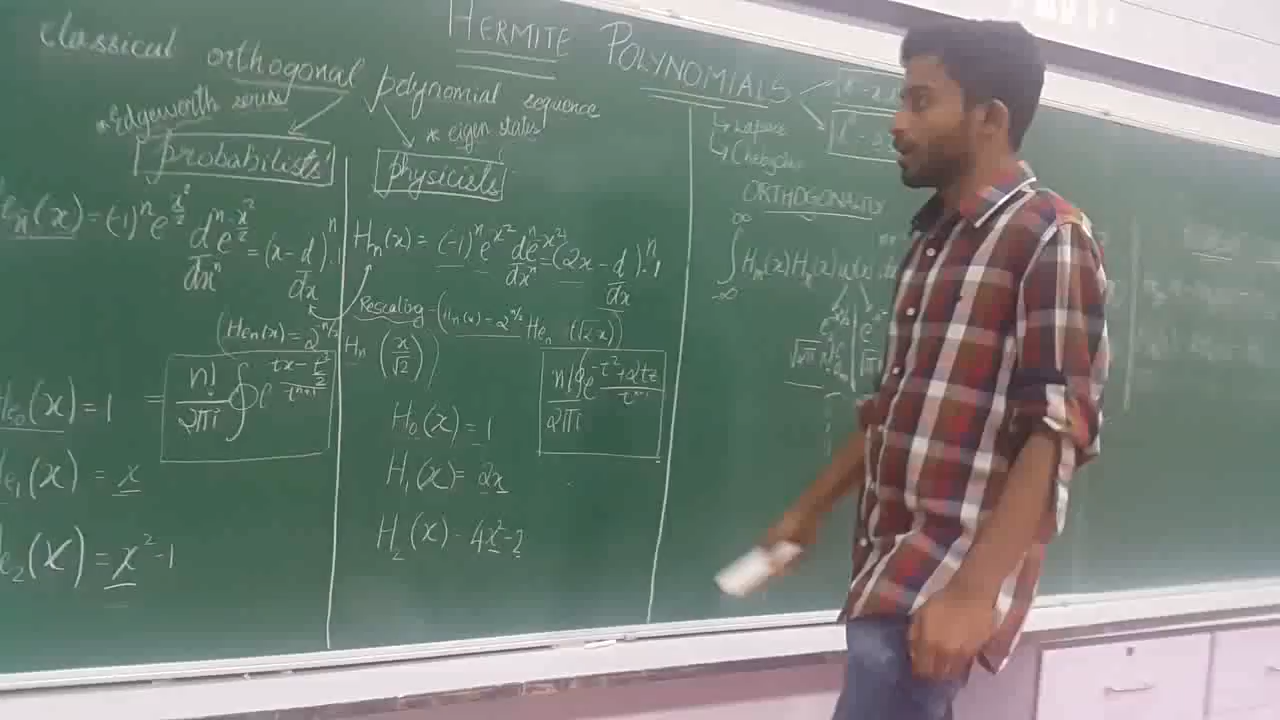 HERMITE POLYNOMIALS
classical orthogonal polynomial sequence
* Edgeworth series
probabilists'
Heₙ(x) = (-1)ⁿ e^(x²/2) dⁿ/dxⁿ e^(-x²/2) = (x - d/dx)ⁿ.1
(Heₙ(x) = 2^(-n/2) Hₙ (x/√2))
= n!/2πi ∮ e^(tx - t²/2)/t^(n+1)
He₀(x) = 1
He₁(x) = x
He₂(x) = x² - 1
* eigen states
physicists'
Hₙ(x) = (-1)ⁿ e^(x²) dⁿ/dxⁿ e^(-x²) = (2x - d/dx)ⁿ.1
Rescaling = (Hₙ(x) = 2^(n/2) Heₙ (√2x))
H₀(x) = 1
H₁(x) = 2x
H₂(x) - 4x² - 2
n!/2πi ∮ e^(-t² + 2tz)/t^(n+1)
↳ Laplace
↳ Chebyshev
ORTHOGONALITY
∫_(-∞)^(∞) Hₘ(x) Hₙ(x) w(x)